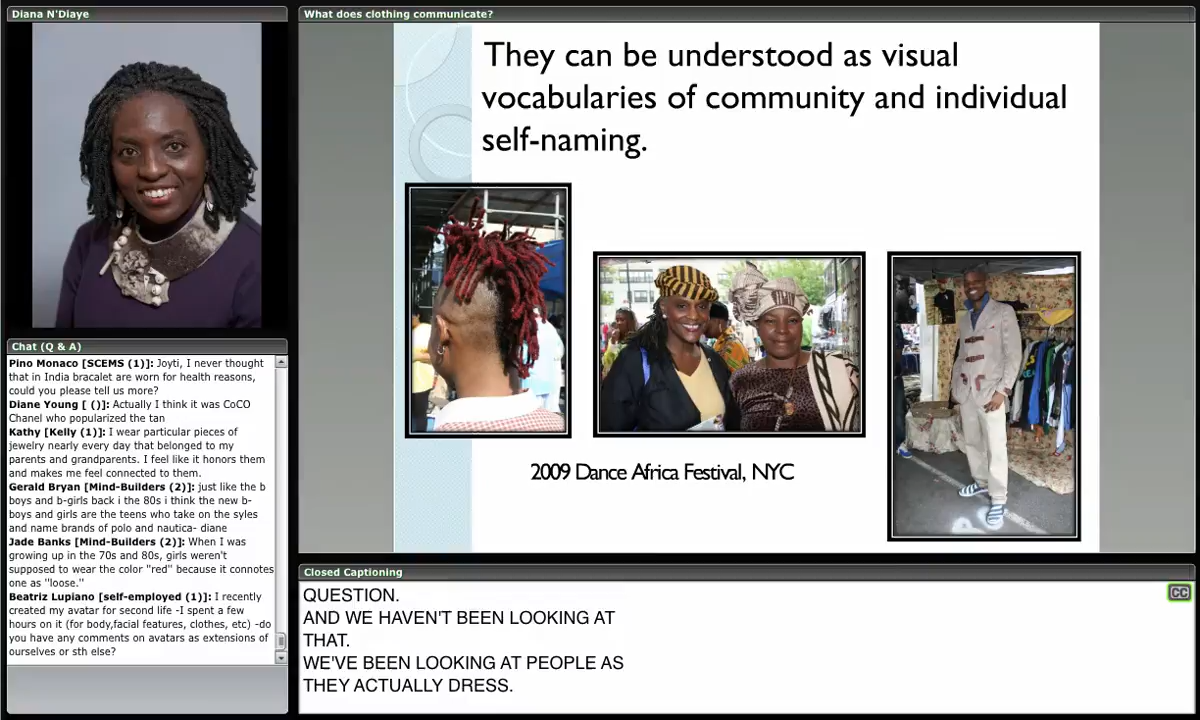 Diana N'Diaye
What does clothing communicate?
They can be understood as visual
vocabularies of community and individual
self-naming.
2009 Dance Africa Festival, NYC
Chat (Q & A)
Pino Monaco [SCEMS (1)]: Joyti, I never thought
that in India bracelet are worn for health reasons,
could you please tell us more?
Diane Young [ ()]: Actually I think it was CoCO
Chanel who popularized the tan
Kathy [Kelly (1)]: I wear particular pieces of
jewelry nearly every day that belonged to my
parents and grandparents. I feel like it honors them
and makes me feel connected to them.
Gerald Bryan [Mind-Builders (2)]: just like the b
boys and b-girls back i the 80s i think the new b-
boys and girls are the teens who take on the syles
and name brands of polo and nautica- diane
Jade Banks [Mind-Builders (2)]: When I was
growing up in the 70s and 80s, girls weren't
supposed to wear the color "red" because it connotes
one as "loose."
Beatriz Lupiano [self-employed (1)]: I recently
created my avatar for second life -I spent a few
hours on it (for body,facial features, clothes, etc) -do
you have any comments on avatars as extensions of
ourselves or sth else?
Closed Captioning
CC
QUESTION.
AND WE HAVEN'T BEEN LOOKING AT
THAT.
WE'VE BEEN LOOKING AT PEOPLE AS
THEY ACTUALLY DRESS.